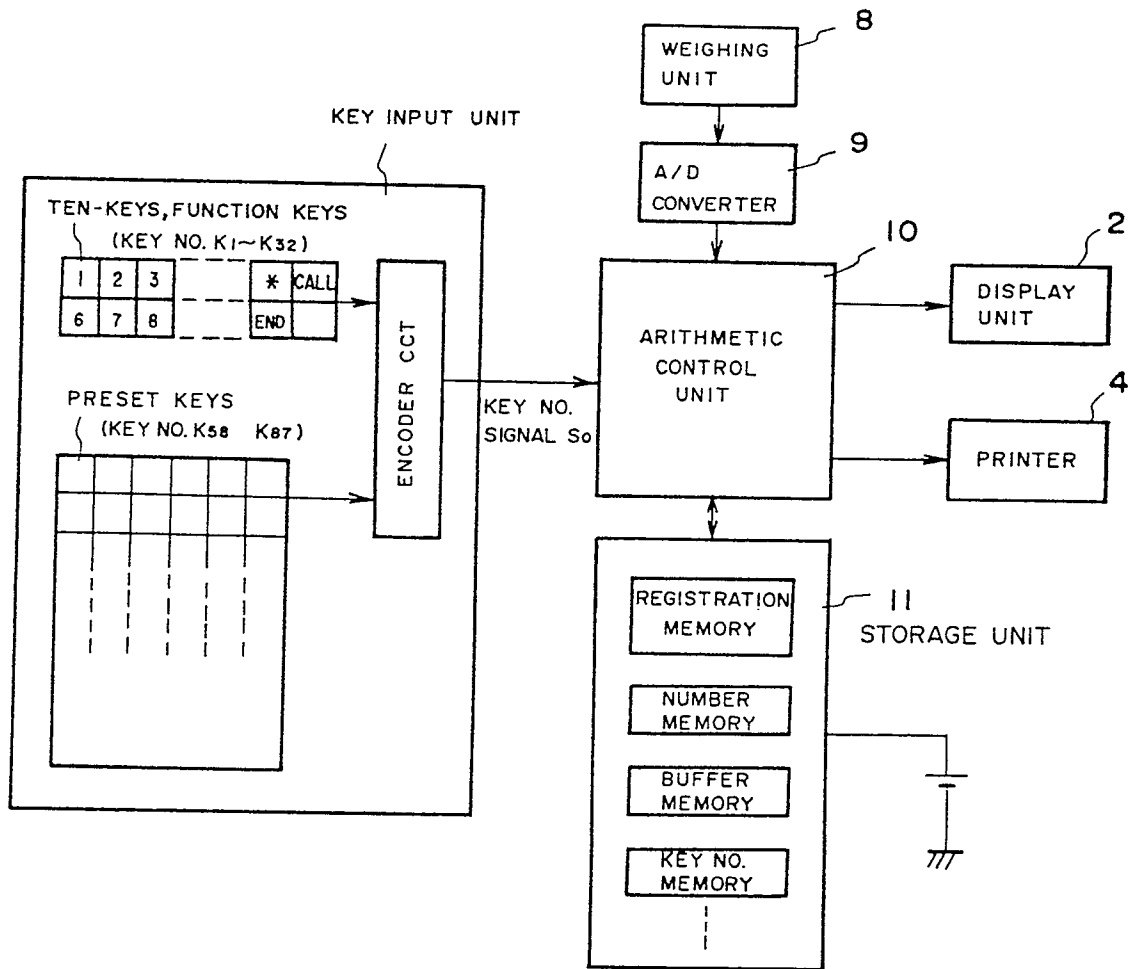 KEY INPUT UNIT
TEN-KEYS, FUNCTION KEYS
(KEY NO. K1~K32)
1 2 3 * CALL
6 7 8 END
PRESET KEYS
(KEY NO. K58 K87)
ENCODER CCT
KEY NO.
SIGNAL So
8
WEIGHING
UNIT
9
A/D
CONVERTER
10
ARITHMETIC
CONTROL
UNIT
2
DISPLAY
UNIT
4
PRINTER
11
STORAGE UNIT
REGISTRATION
MEMORY
NUMBER
MEMORY
BUFFER
MEMORY
KEY NO.
MEMORY